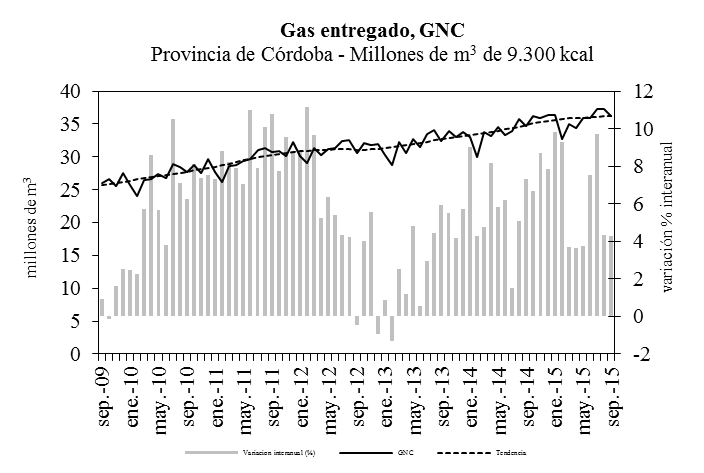 Gas entregado, GNC
Provincia de Córdoba - Millones de m³ de 9.300 kcal
millones de m³
40
35
30
25
20
15
10
5
0
12
10
8
6
4
2
0
-2
variación % interanual
sep.-09
ene.-10
may.-10
sep.-10
ene.-11
may.-11
sep.-11
ene.-12
may.-12
sep.-12
ene.-13
may.-13
sep.-13
ene.-14
may.-14
sep.-14
ene.-15
may.-15
sep.-15
Variacion interanual (%)
GNC
Tendencia